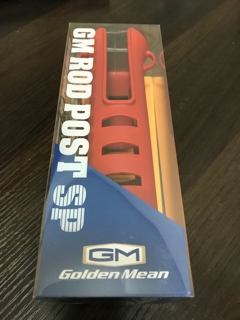 GM ROD POST SP
GM
Golden Mean